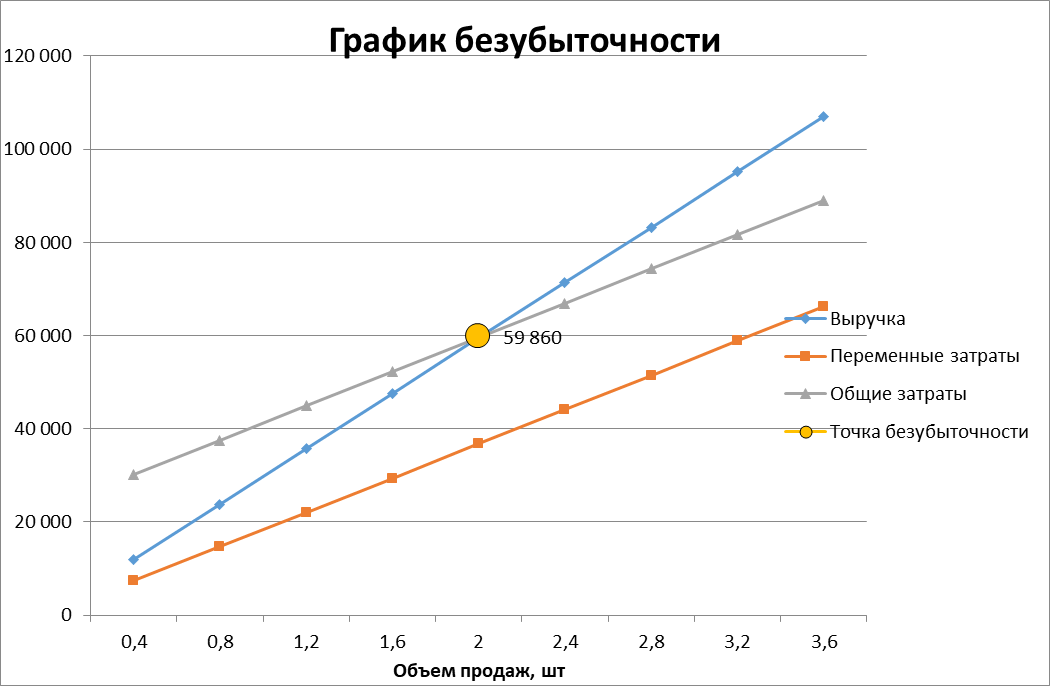 График безубыточности
120 000
100 000
80 000
60 000
40 000
20 000
0
59 860
0,4 0,8 1,2 1,6 2 2,4 2,8 3,2 3,6
Объем продаж, шт
Выручка
Переменные затраты
Общие затраты
Точка безубыточности